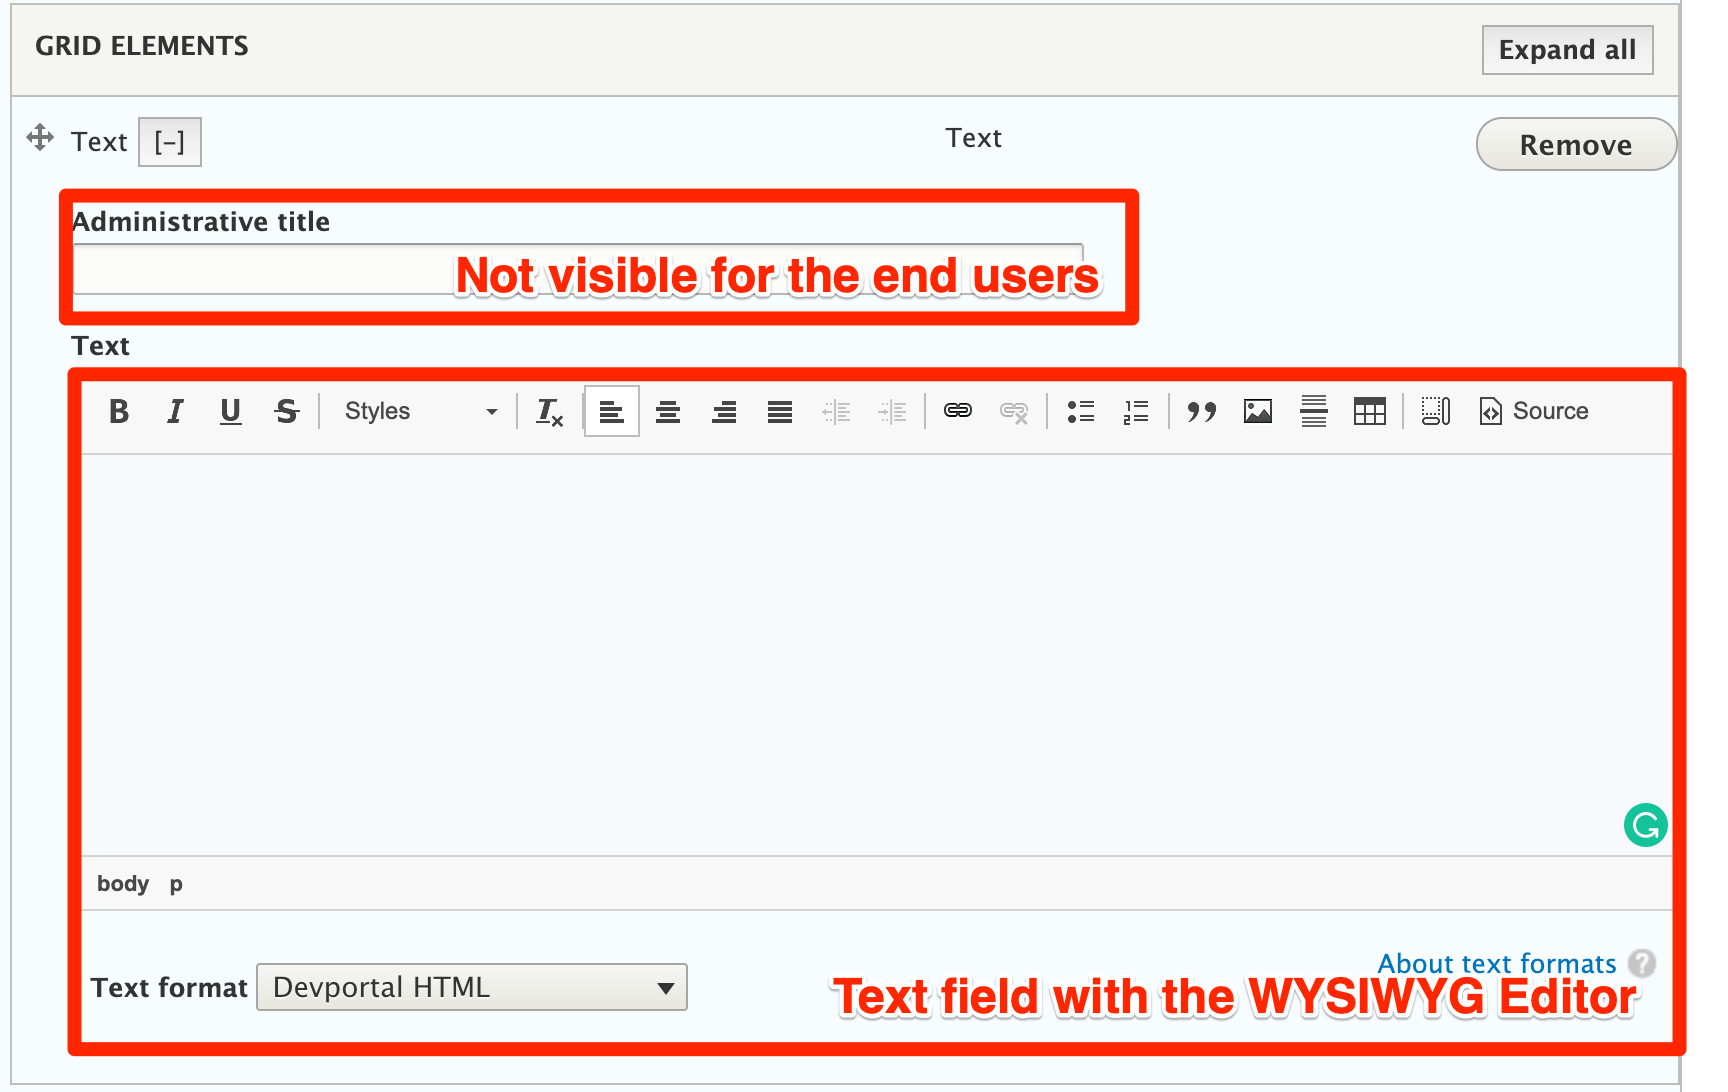 GRID ELEMENTS
Expand all
Text [–] Text Remove
Administrative title
Not visible for the end users
Text
B I U S Styles Source
body p
About text formats ?
Text format Devportal HTML
Text field with the WYSIWYG Editor